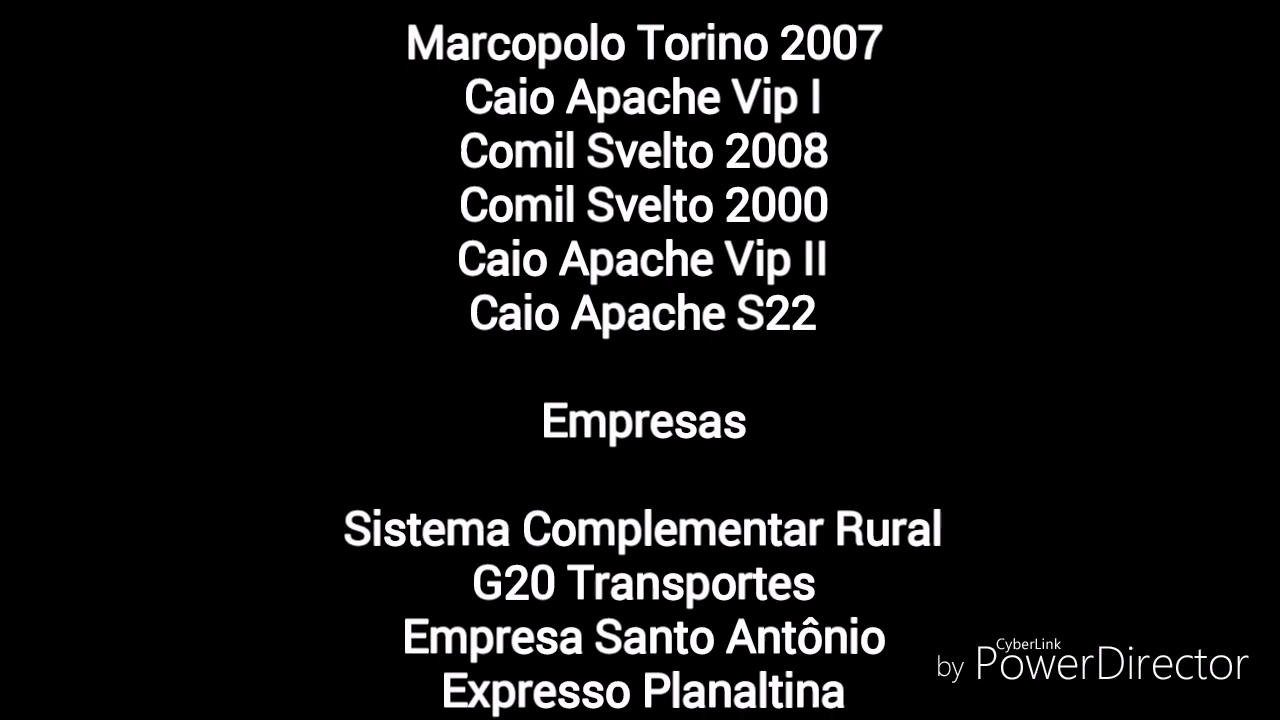 Marcopolo Torino 2007
Caio Apache Vip I
Comil Svelto 2008
Comil Svelto 2000
Caio Apache Vip II
Caio Apache S22
Empresas
Sistema Complementar Rural
G20 Transportes
Empresa Santo Antônio
Expresso Planaltina
CyberLink
by PowerDirector